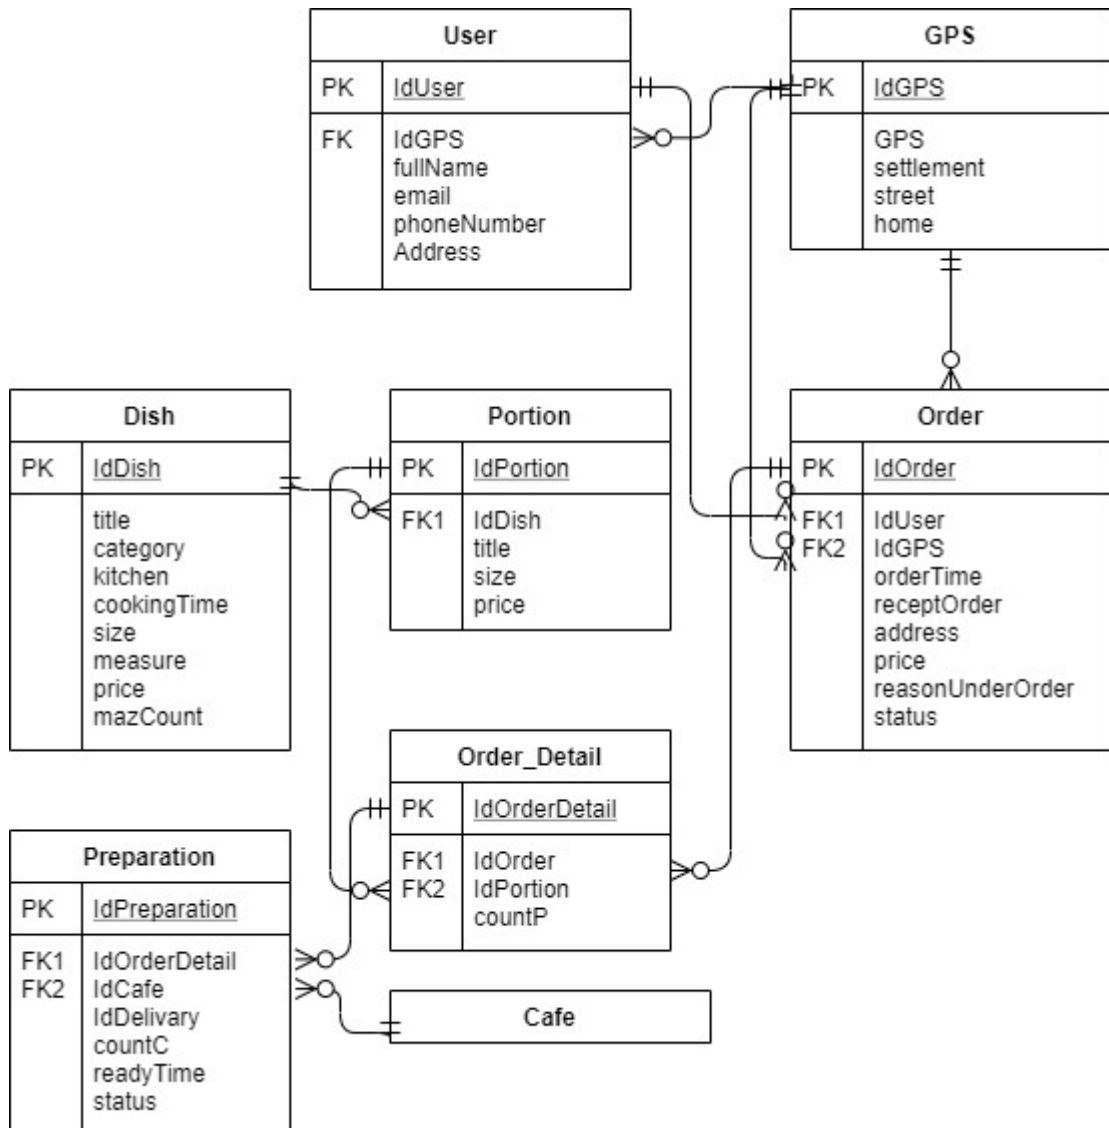 User
PK IdUser
FK IdGPS
fullName
email
phoneNumber
Address
GPS
PK IdGPS
GPS
settlement
street
home
Dish
PK IdDish
title
category
kitchen
cookingTime
size
measure
price
mazCount
Portion
PK IdPortion
FK1 IdDish
title
size
price
Order
PK IdOrder
FK1 IdUser
FK2 IdGPS
orderTime
receptOrder
address
price
reasonUnderOrder
status
Order_Detail
PK IdOrderDetail
FK1 IdOrder
FK2 IdPortion
countP
Preparation
PK IdPreparation
FK1 IdOrderDetail
FK2 IdCafe
IdDelivary
countC
readyTime
status
Cafe